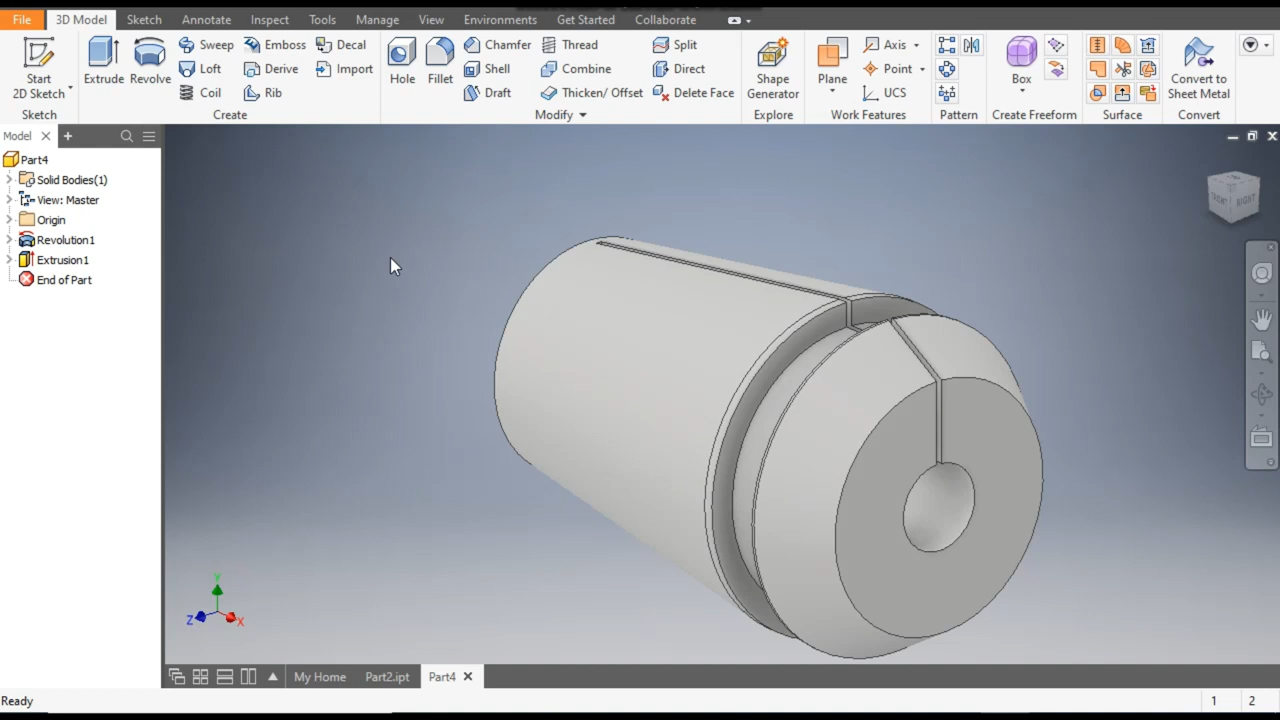 File 3D Model Sketch Annotate Inspect Tools Manage View Environments Get Started Collaborate
Start
2D Sketch
Sketch
Extrude
Revolve
Sweep
Loft
Coil
Emboss
Derive
Rib
Decal
Import
Create
Hole
Fillet
Chamfer
Shell
Draft
Thread
Combine
Thicken/ Offset
Split
Direct
Delete Face
Modify
Shape
Generator
Explore
Plane
Axis
Point
UCS
Work Features
Pattern
Box
Create Freeform
Surface
Convert to
Sheet Metal
Convert
Model
Part4
Solid Bodies(1)
View: Master
Origin
Revolution1
Extrusion1
End of Part
FRONT RIGHT
Y
Z
X
My Home Part2.ipt Part4
Ready
1 2